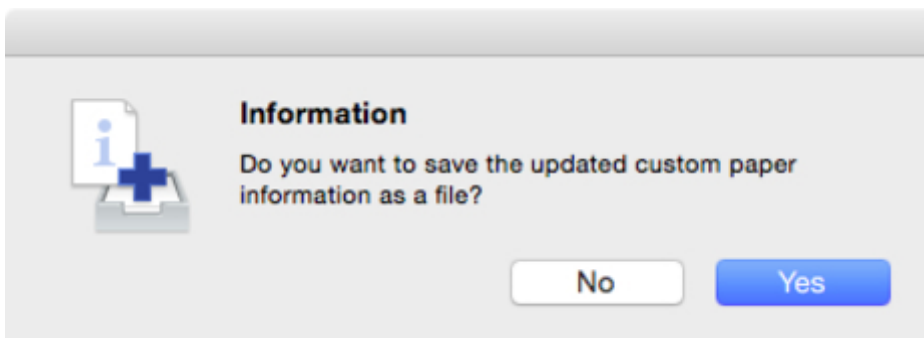 Information
Do you want to save the updated custom paper
information as a file?
No
Yes